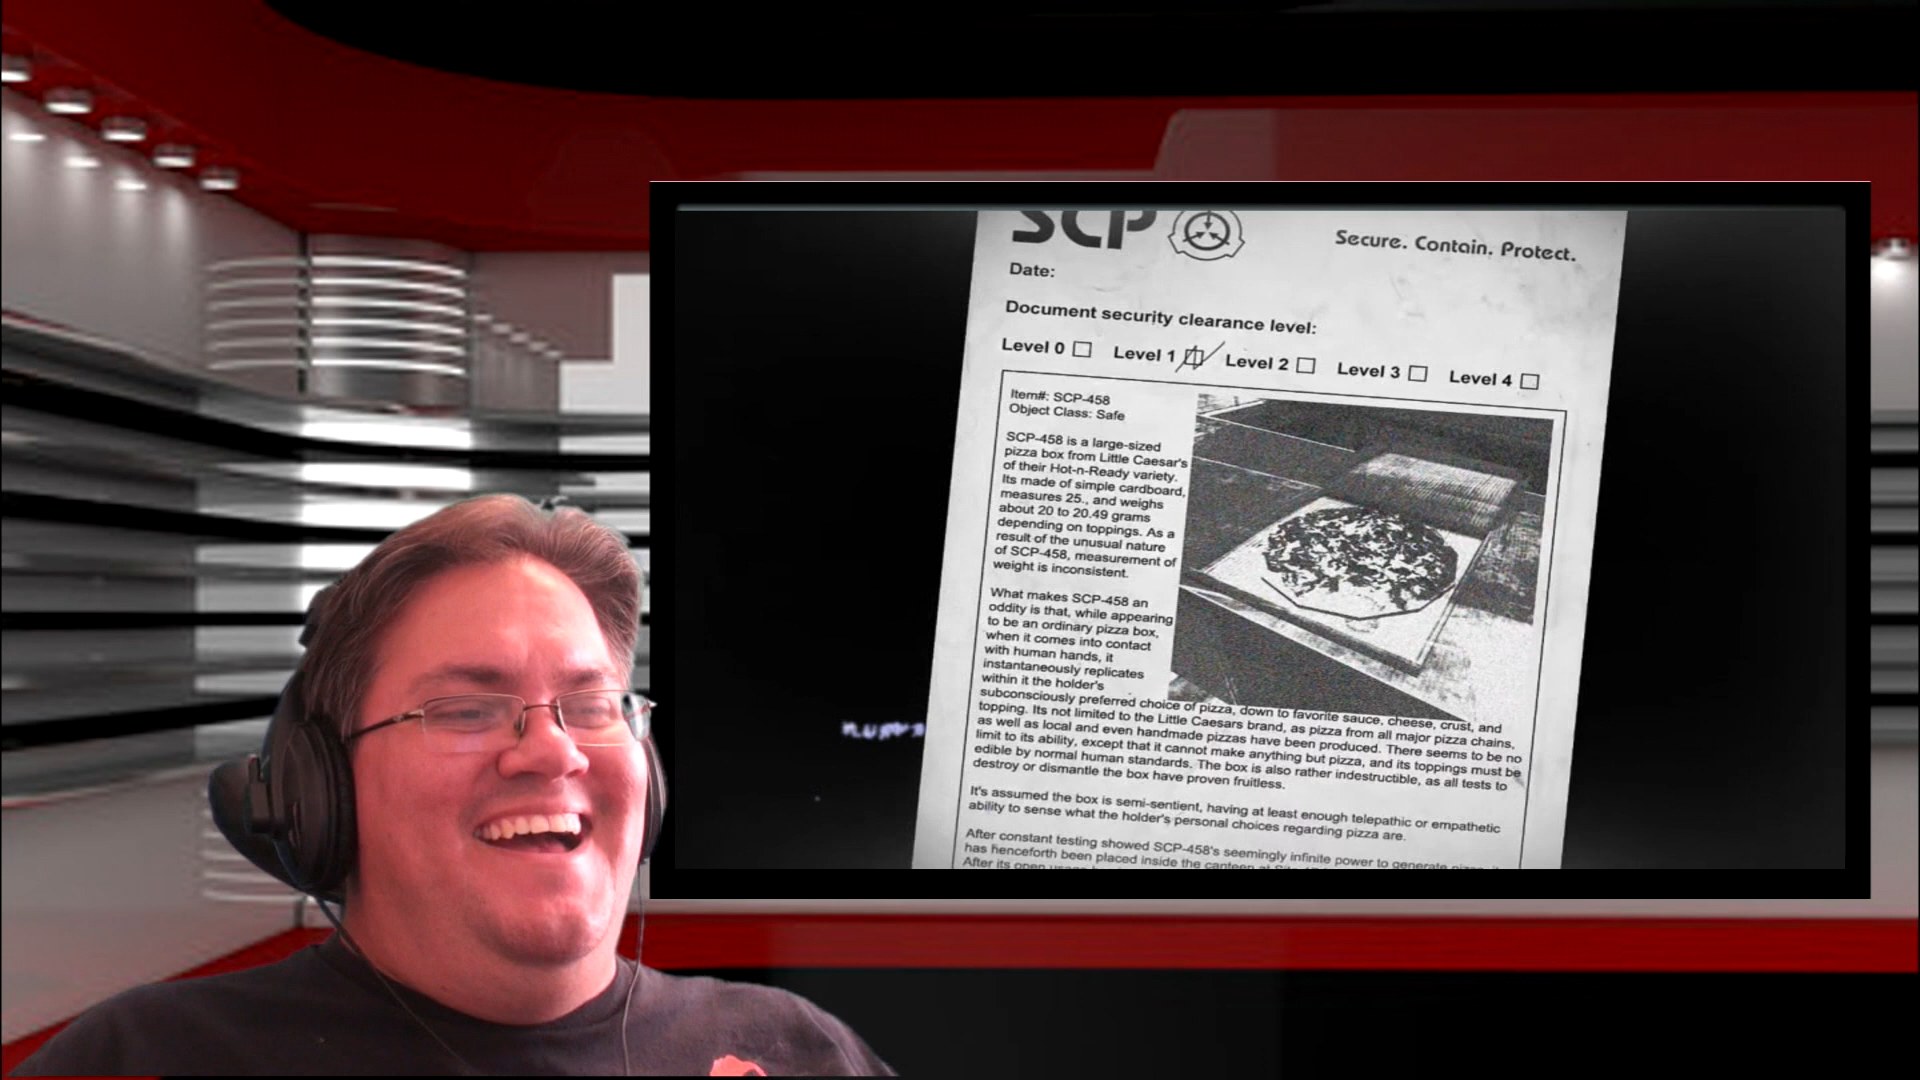 SCP
Secure. Contain. Protect.
Date:
Document security clearance level:
Level 0 Level 1 Level 2 Level 3 Level 4
Item#: SCP-458
Object Class: Safe
SCP-458 is a large-sized
pizza box from Little Caesar's
of their Hot-n-Ready variety.
Its made of simple cardboard,
measures 25., and weighs
about 20 to 20.49 grams
depending on toppings. As a
result of the unusual nature
of SCP-458, measurement of
weight is inconsistent.
What makes SCP-458 an
oddity is that, while appearing
to be an ordinary pizza box,
when it comes into contact
with human hands, it
instantaneously replicates
within it the holder's
subconsciously preferred choice of pizza, down to favorite sauce, cheese, crust, and
topping. Its not limited to the Little Caesars brand, as pizza from all major pizza chains,
as well as local and even handmade pizzas have been produced. There seems to be no
limit to its ability, except that it cannot make anything but pizza, and its toppings must be
edible by normal human standards. The box is also rather indestructible, as all tests to
destroy or dismantle the box have proven fruitless.
It's assumed the box is semi-sentient, having at least enough telepathic or empathetic
ability to sense what the holder's personal choices regarding pizza are.
After constant testing showed SCP-458's seemingly infinite power to generate pizza, it
has henceforth been placed inside the canteen at
After its open